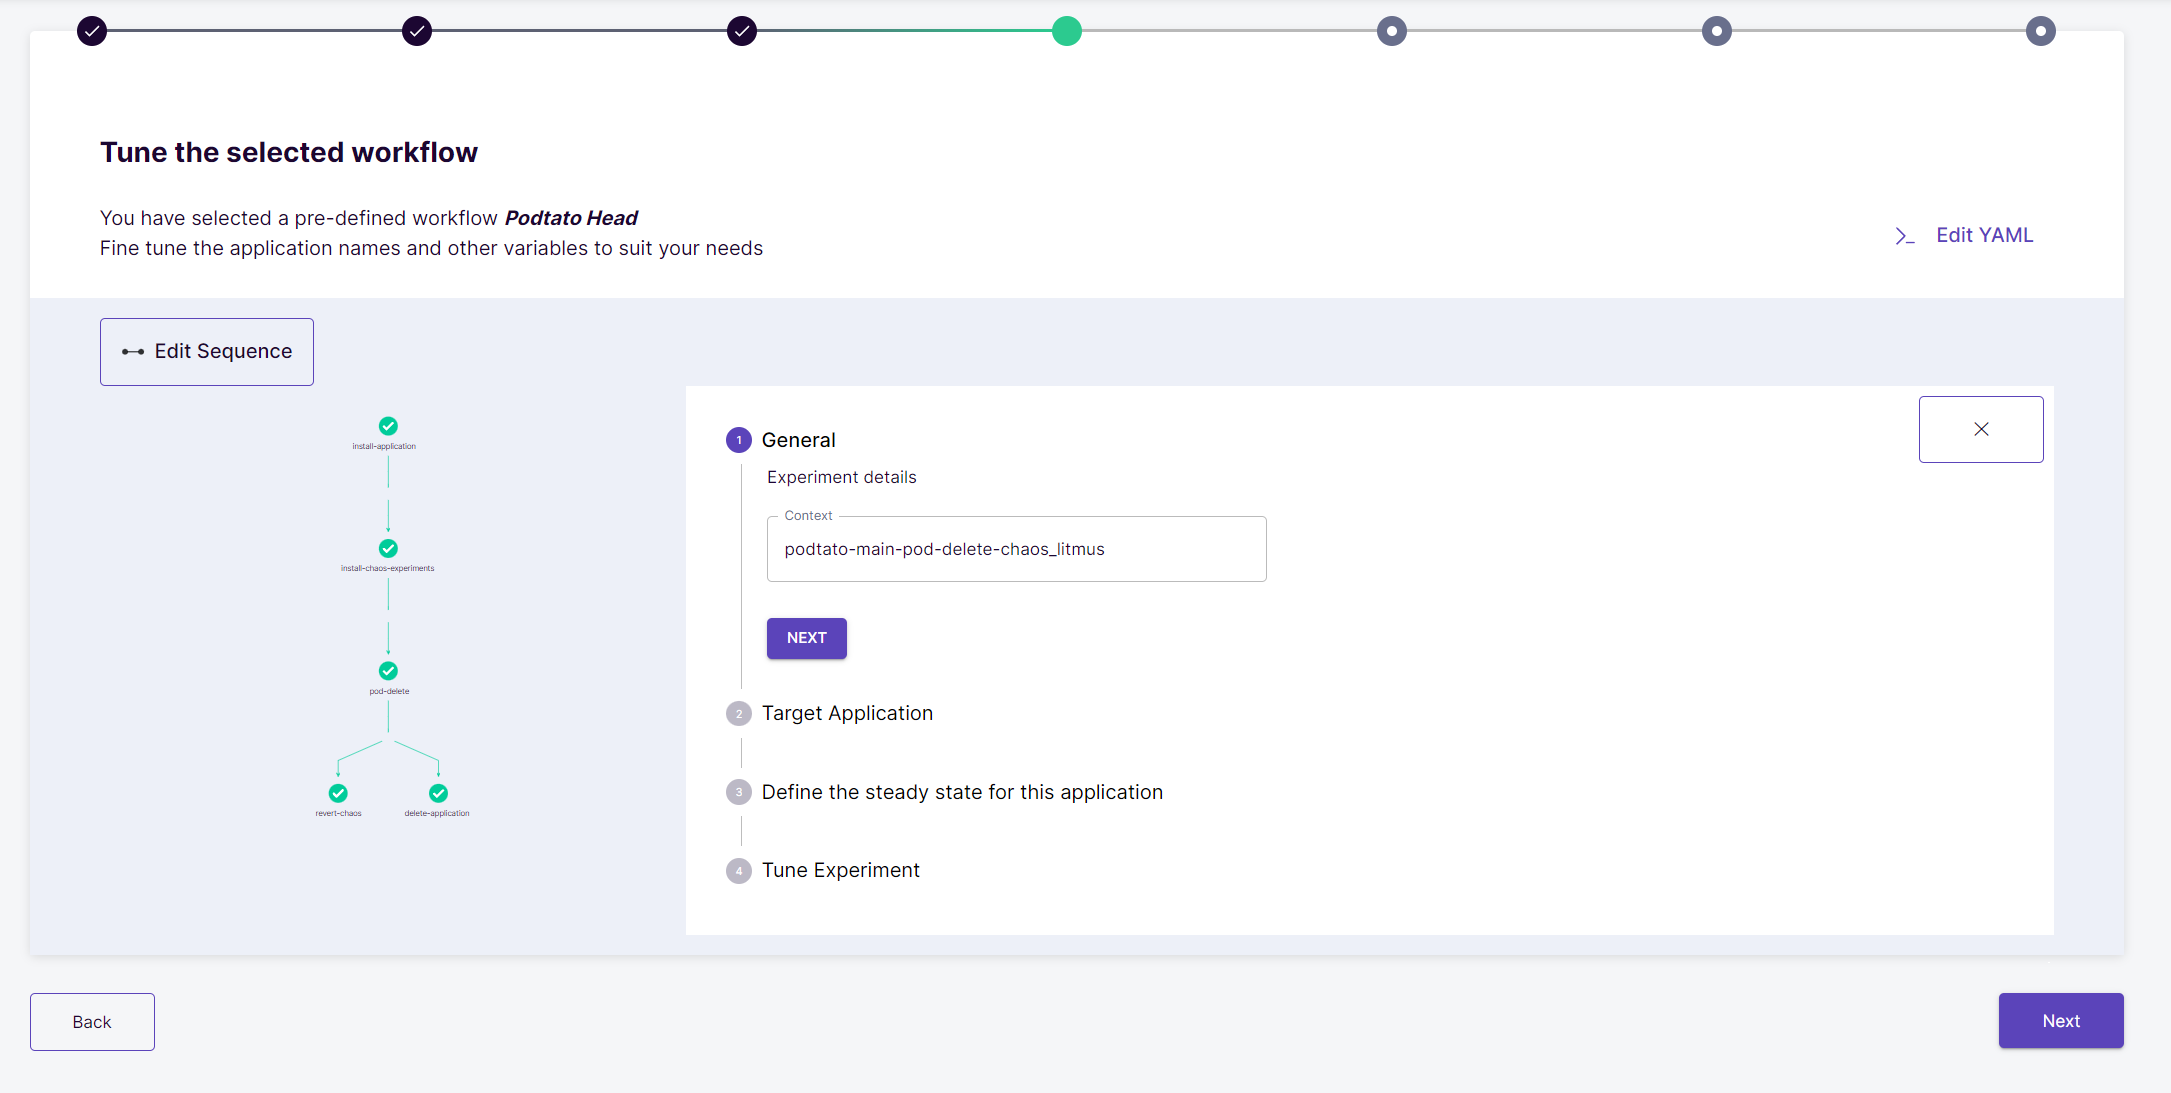 Tune the selected workflow
You have selected a pre-defined workflow Podtato Head
Fine tune the application names and other variables to suit your needs
>_ Edit YAML
Edit Sequence
install-application
install-chaos-experiments
pod-delete
revert-chaos
delete-application
1 General
Experiment details
Context
podtato-main-pod-delete-chaos_litmus
NEXT
2 Target Application
3 Define the steady state for this application
4 Tune Experiment
Back
Next